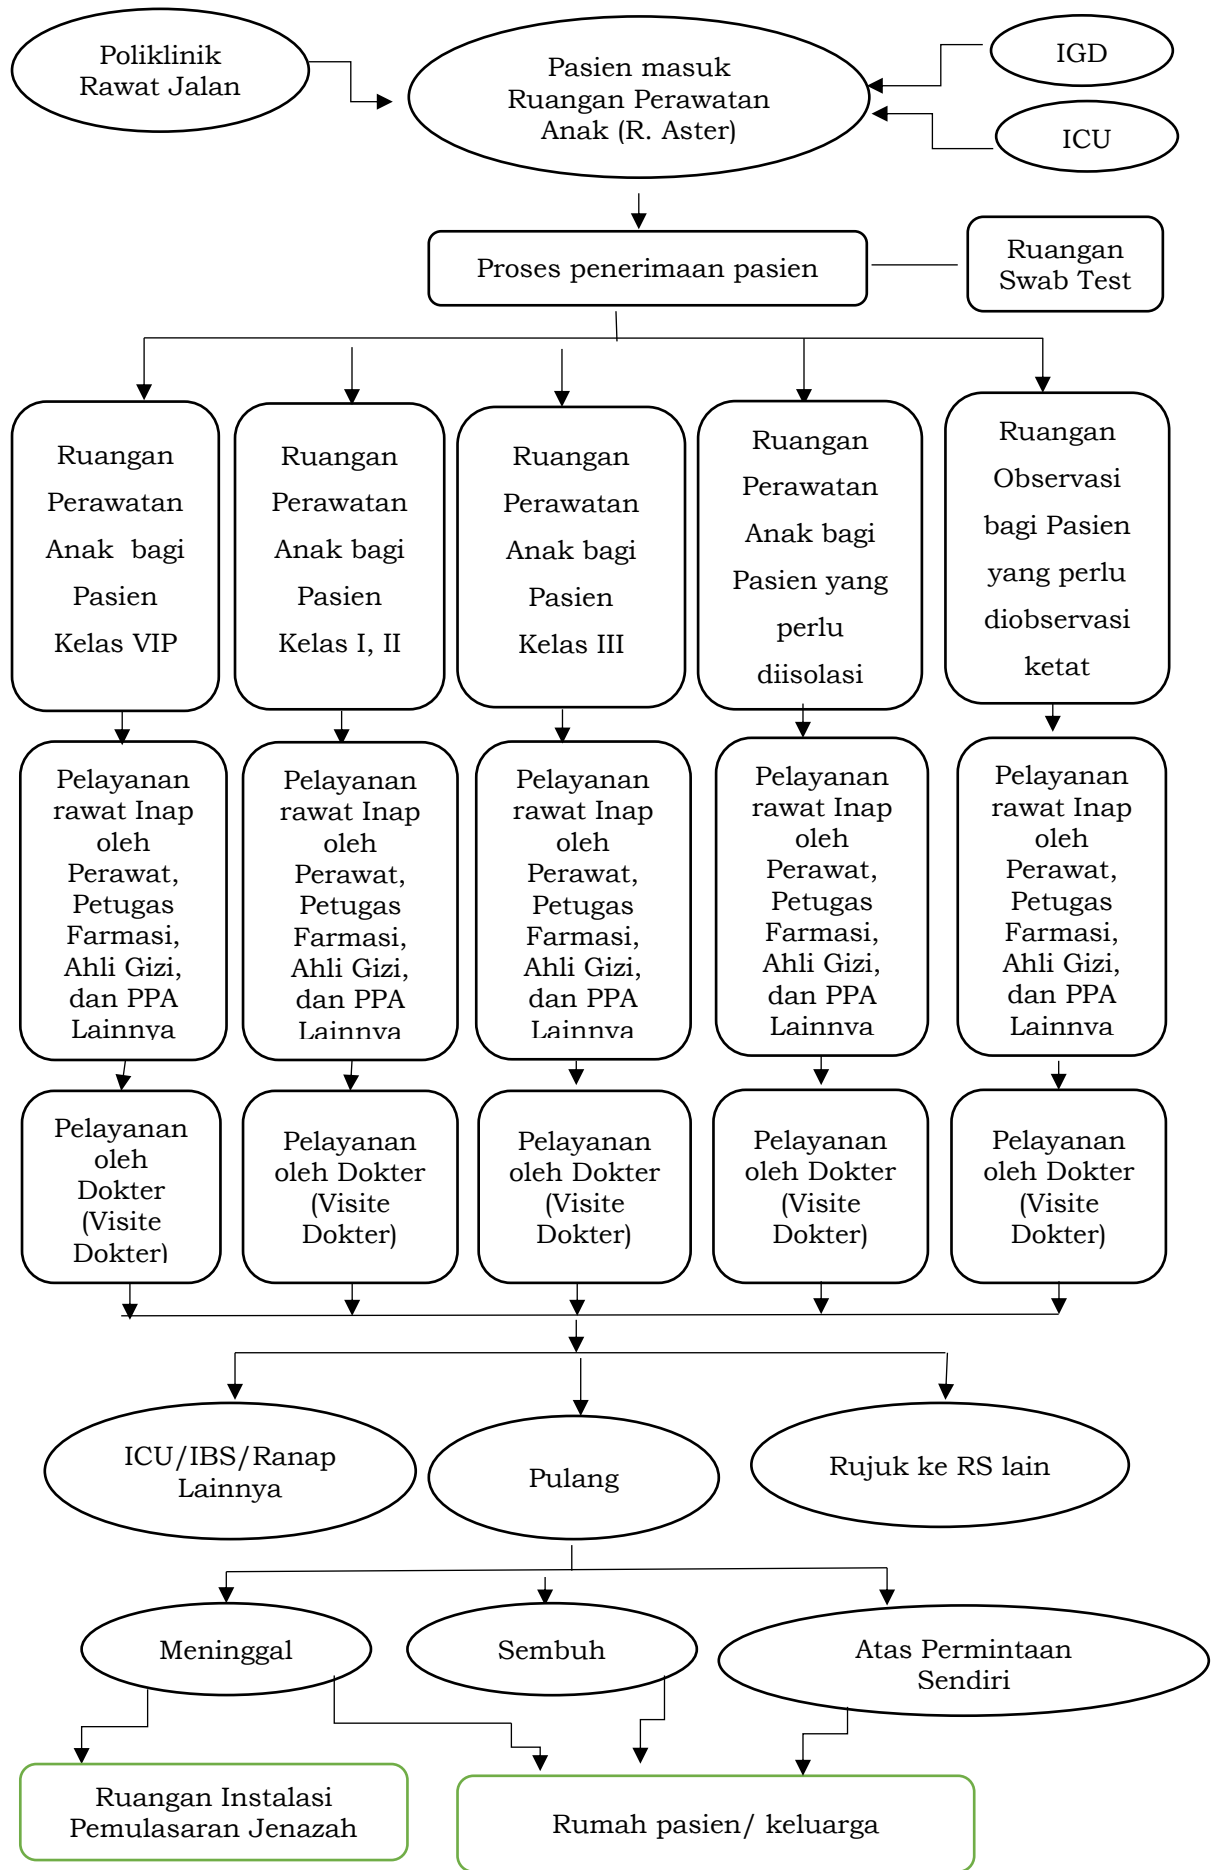 Poliklinik
Rawat Jalan
Pasien masuk
Ruangan Perawatan
Anak (R. Aster)
IGD
ICU
Proses penerimaan pasien
Ruangan
Swab Test
Ruangan
Perawatan
Anak bagi
Pasien
Kelas VIP
Ruangan
Perawatan
Anak bagi
Pasien
Kelas I, II
Ruangan
Perawatan
Anak bagi
Pasien
Kelas III
Ruangan
Perawatan
Anak bagi
Pasien yang
perlu
diisolasi
Ruangan
Observasi
bagi Pasien
yang perlu
diobservasi
ketat
Pelayanan
rawat Inap
oleh
Perawat,
Petugas
Farmasi,
Ahli Gizi,
dan PPA
Lainnya
Pelayanan
rawat Inap
oleh
Perawat,
Petugas
Farmasi,
Ahli Gizi,
dan PPA
Lainnya
Pelayanan
rawat Inap
oleh
Perawat,
Petugas
Farmasi,
Ahli Gizi,
dan PPA
Lainnya
Pelayanan
rawat Inap
oleh
Perawat,
Petugas
Farmasi,
Ahli Gizi,
dan PPA
Lainnya
Pelayanan
rawat Inap
oleh
Perawat,
Petugas
Farmasi,
Ahli Gizi,
dan PPA
Lainnya
Pelayanan
oleh
Dokter
(Visite
Dokter)
Pelayanan
oleh Dokter
(Visite
Dokter)
Pelayanan
oleh Dokter
(Visite
Dokter)
Pelayanan
oleh Dokter
(Visite
Dokter)
Pelayanan
oleh Dokter
(Visite
Dokter)
ICU/IBS/Ranap
Lainnya
Pulang
Rujuk ke RS lain
Meninggal
Sembuh
Atas Permintaan
Sendiri
Ruangan Instalasi
Pemulasaran Jenazah
Rumah pasien/ keluarga